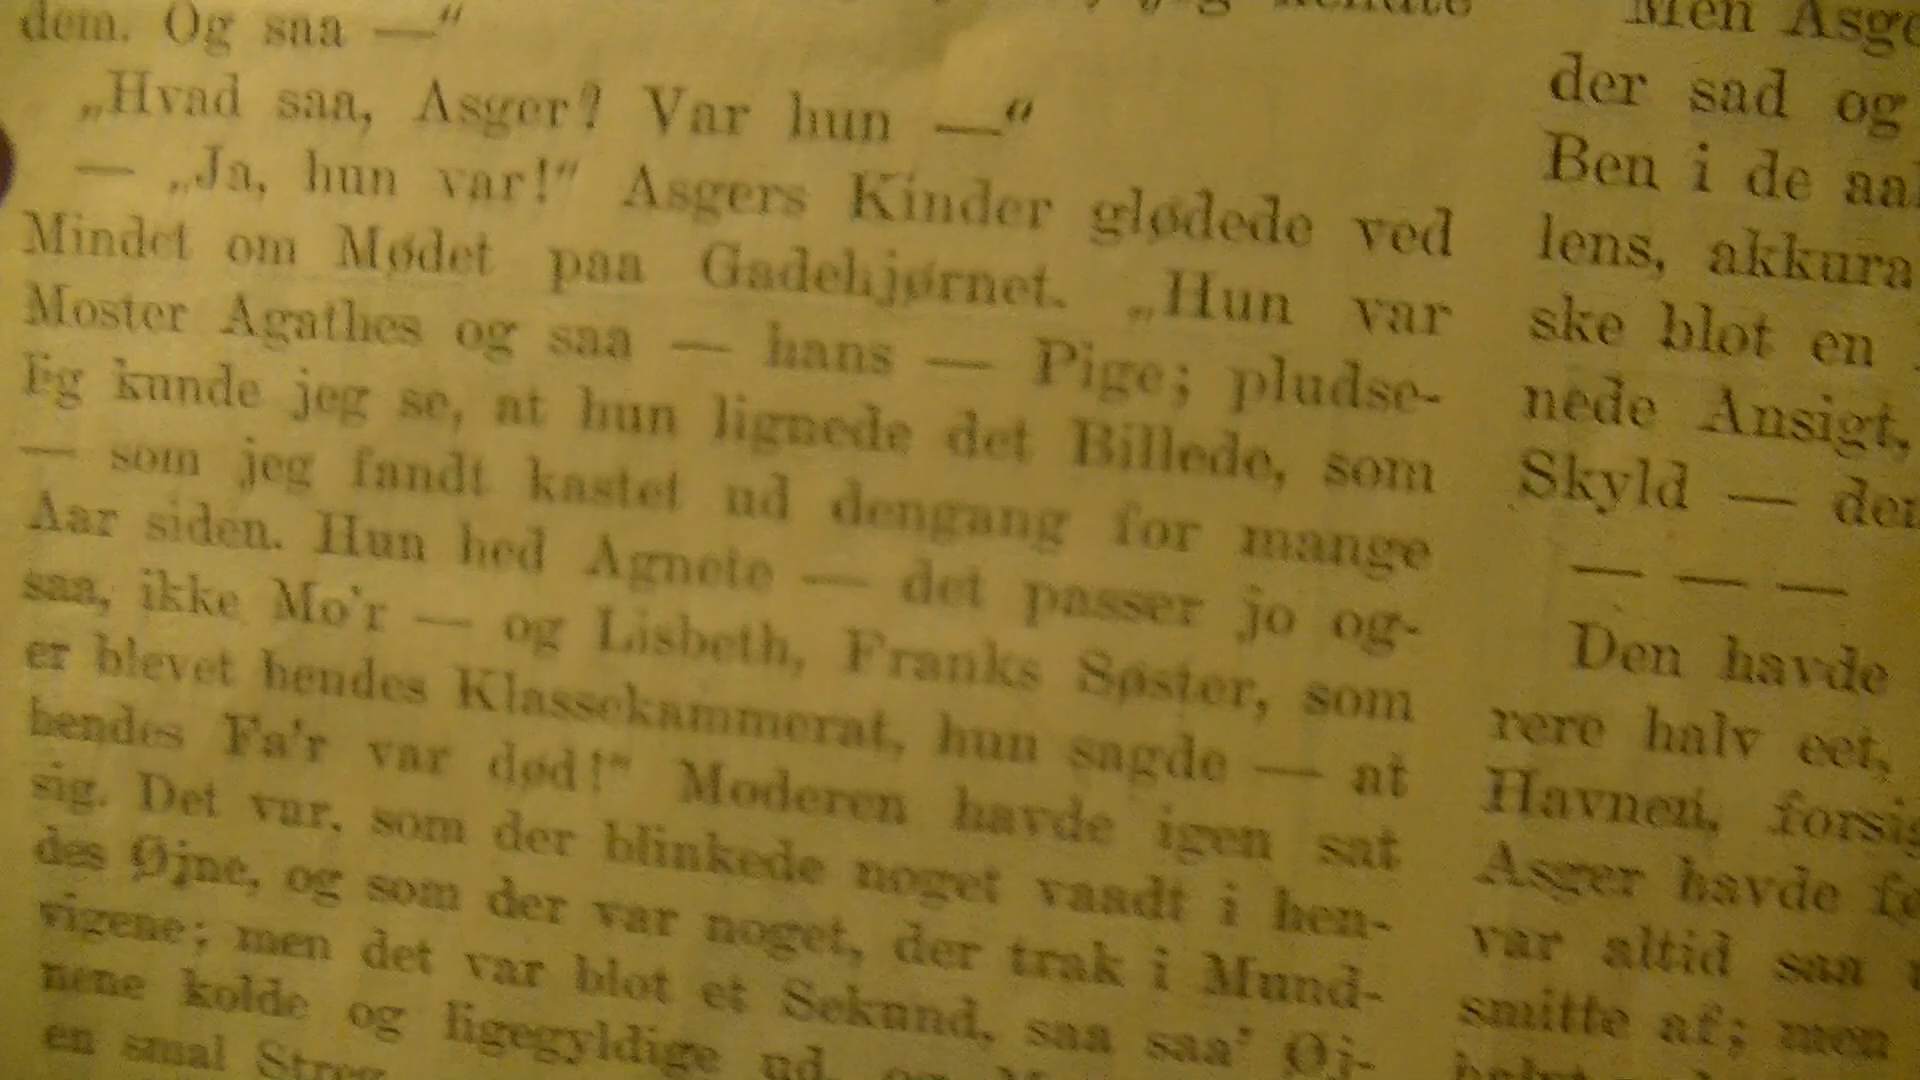 dem. Og saa —“
„Hvad saa, Asger? Var hun —“
— „Ja, hun var!“ Asgers Kinder glødede ved
Mindet om Mødet paa Gadehjørnet. „Hun var
Moster Agathes og saa — hans — Pige; pludse-
lig kunde jeg se, at hun lignede det Billede, som
— som jeg fandt kastet ud dengang for mange
Aar siden. Hun hed Agnete — det passer jo og-
saa, ikke Mo'r — og Lisbeth, Franks Søster, som
er blevet hendes Klassekammerat, hun sagde — at
hendes Fa'r var død!“ Moderen havde igen sat
sig. Det var, som der blinkede noget vaadt i hen-
des Øjne, og som der var noget, der trak i Mund-
vigene; men det var blot et Sekund, saa saa' Øj-
nene kolde og ligegyldige ud, og
en smal Streg
Men
der sad og
Ben i de
lens,
ske blot en
nede Ansigt,
Skyld —
— — —
Den havde
rere halv eet,
Havnen,
Asger havde
var altid saa
smitte af; men